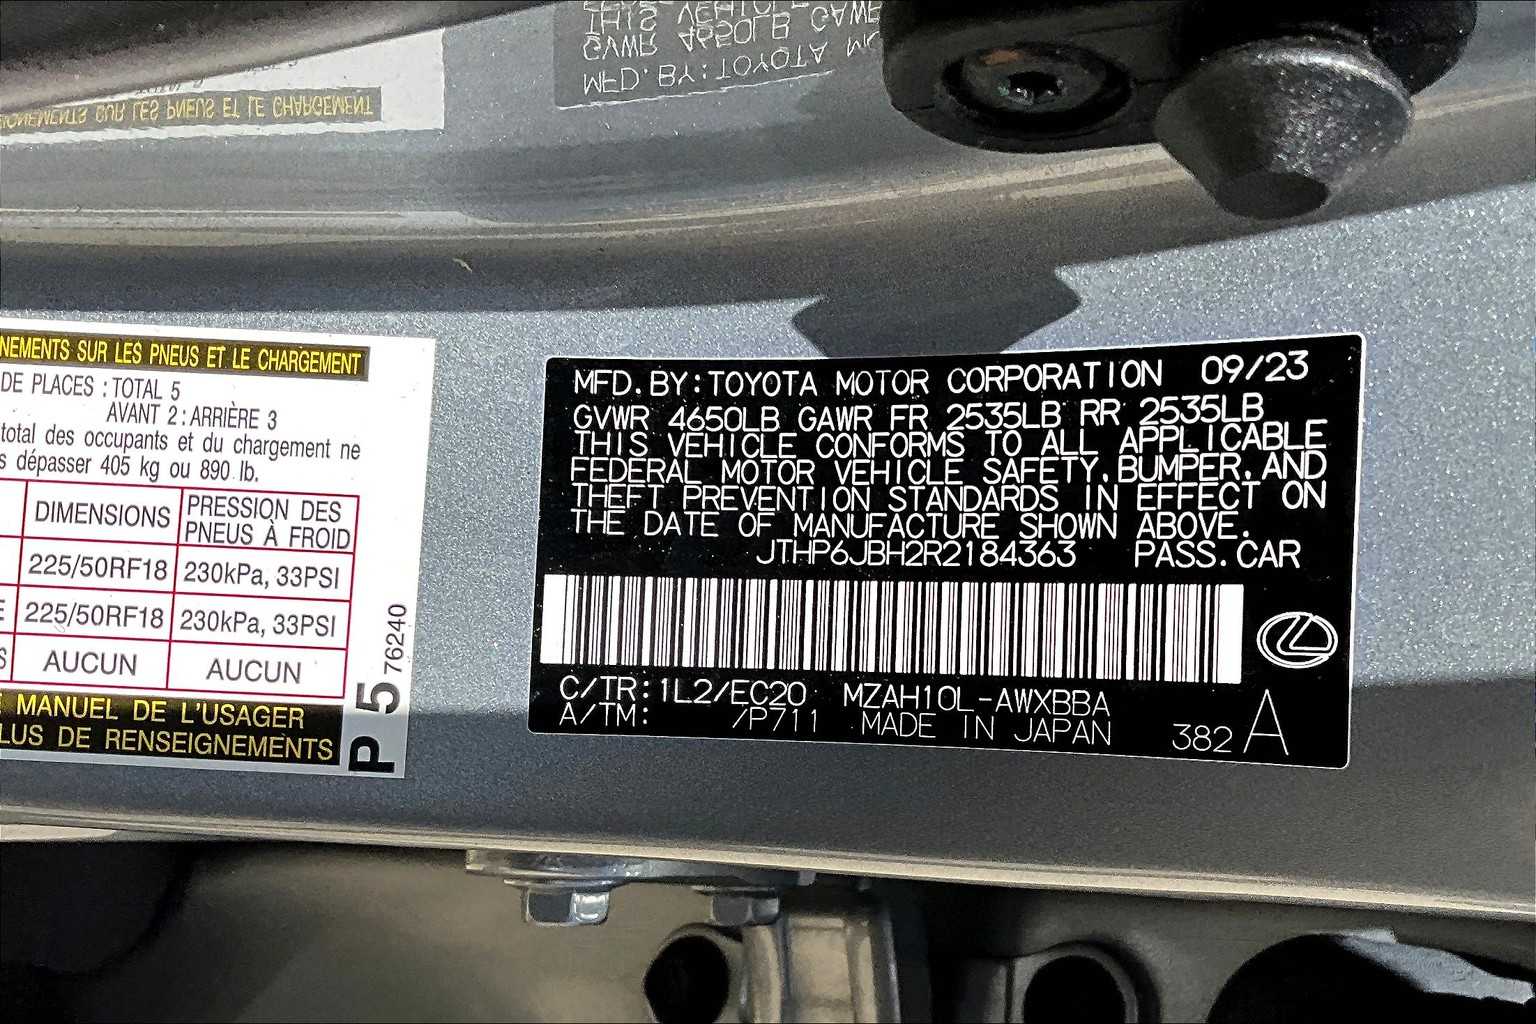 NEMENTS SUR LES PNEUS ET LE CHARGEMENT
DE PLACES : TOTAL 5
AVANT 2 : ARRIÈRE 3
total des occupants et du chargement ne
s dépasser 405 kg ou 890 lb.
DIMENSIONS PRESSION DES PNEUS À FROID
225/50RF18 230kPa, 33PSI
225/50RF18 230kPa, 33PSI
AUCUN AUCUN
MANUEL DE L'USAGER
LUS DE RENSEIGNEMENTS
P 5 76240
MFD. BY: TOYOTA MOTOR CORPORATION 09/23
GVWR 4650LB GAWR FR 2535LB RR 2535LB
THIS VEHICLE CONFORMS TO ALL APPLICABLE
FEDERAL MOTOR VEHICLE SAFETY, BUMPER, AND
THEFT PREVENTION STANDARDS IN EFFECT ON
THE DATE OF MANUFACTURE SHOWN ABOVE.
JTHP6JBH2R2184363 PASS. CAR
C/TR: 1L2/EC20 MZAH10L-AWXBBA
A/TM: /P711 MADE IN JAPAN 382 A